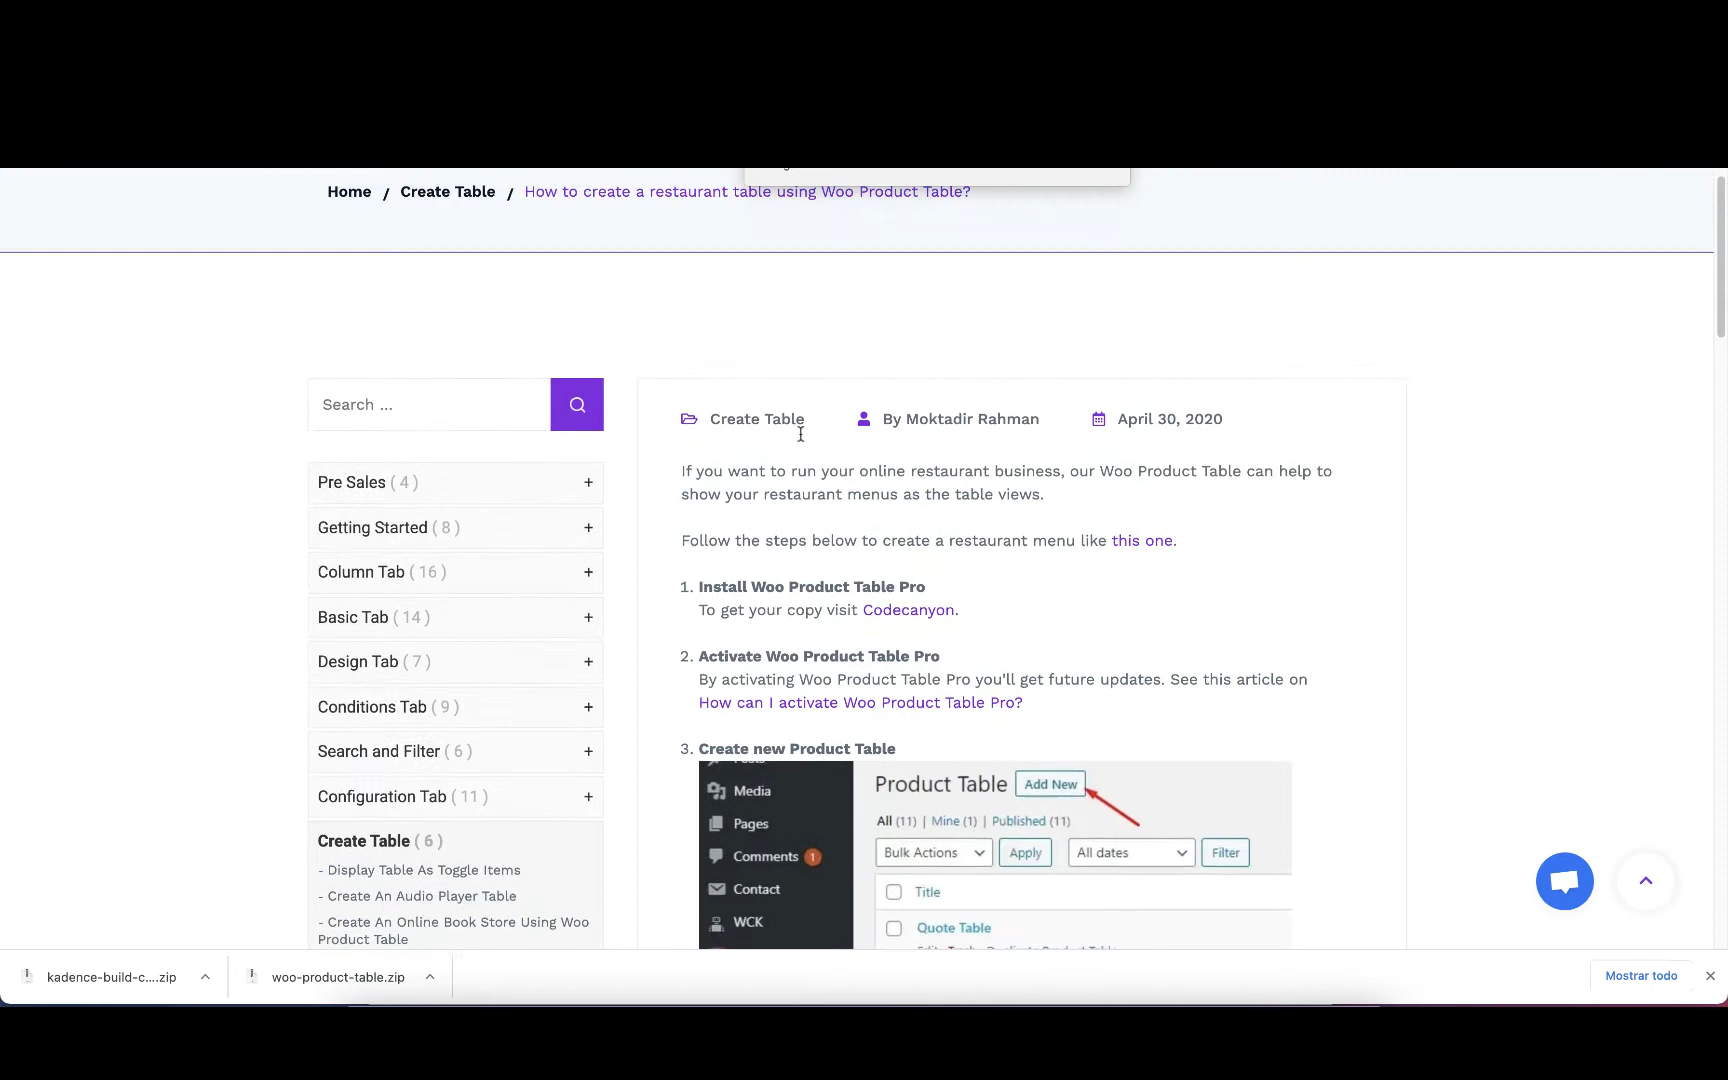 Home / Create Table / How to create a restaurant table using Woo Product Table?
Search ...
Pre Sales ( 4 ) +
Getting Started ( 8 ) +
Column Tab ( 16 ) +
Basic Tab ( 14 ) +
Design Tab ( 7 ) +
Conditions Tab ( 9 ) +
Search and Filter ( 6 ) +
Configuration Tab ( 11 ) +
Create Table ( 6 )
- Display Table As Toggle Items
- Create An Audio Player Table
- Create An Online Book Store Using Woo
Product Table
Create Table By Moktadir Rahman April 30, 2020
If you want to run your online restaurant business, our Woo Product Table can help to
show your restaurant menus as the table views.
Follow the steps below to create a restaurant menu like this one.
1. Install Woo Product Table Pro
To get your copy visit Codecanyon.
2. Activate Woo Product Table Pro
By activating Woo Product Table Pro you'll get future updates. See this article on
How can I activate Woo Product Table Pro?
3. Create new Product Table
Posts
Media
Pages
Comments 1
Contact
WCK
Product Table Add New
All (11) | Mine (1) | Published (11)
Bulk Actions Apply All dates Filter
Title
Quote Table
kadence-build-c....zip
woo-product-table.zip
Mostrar todo